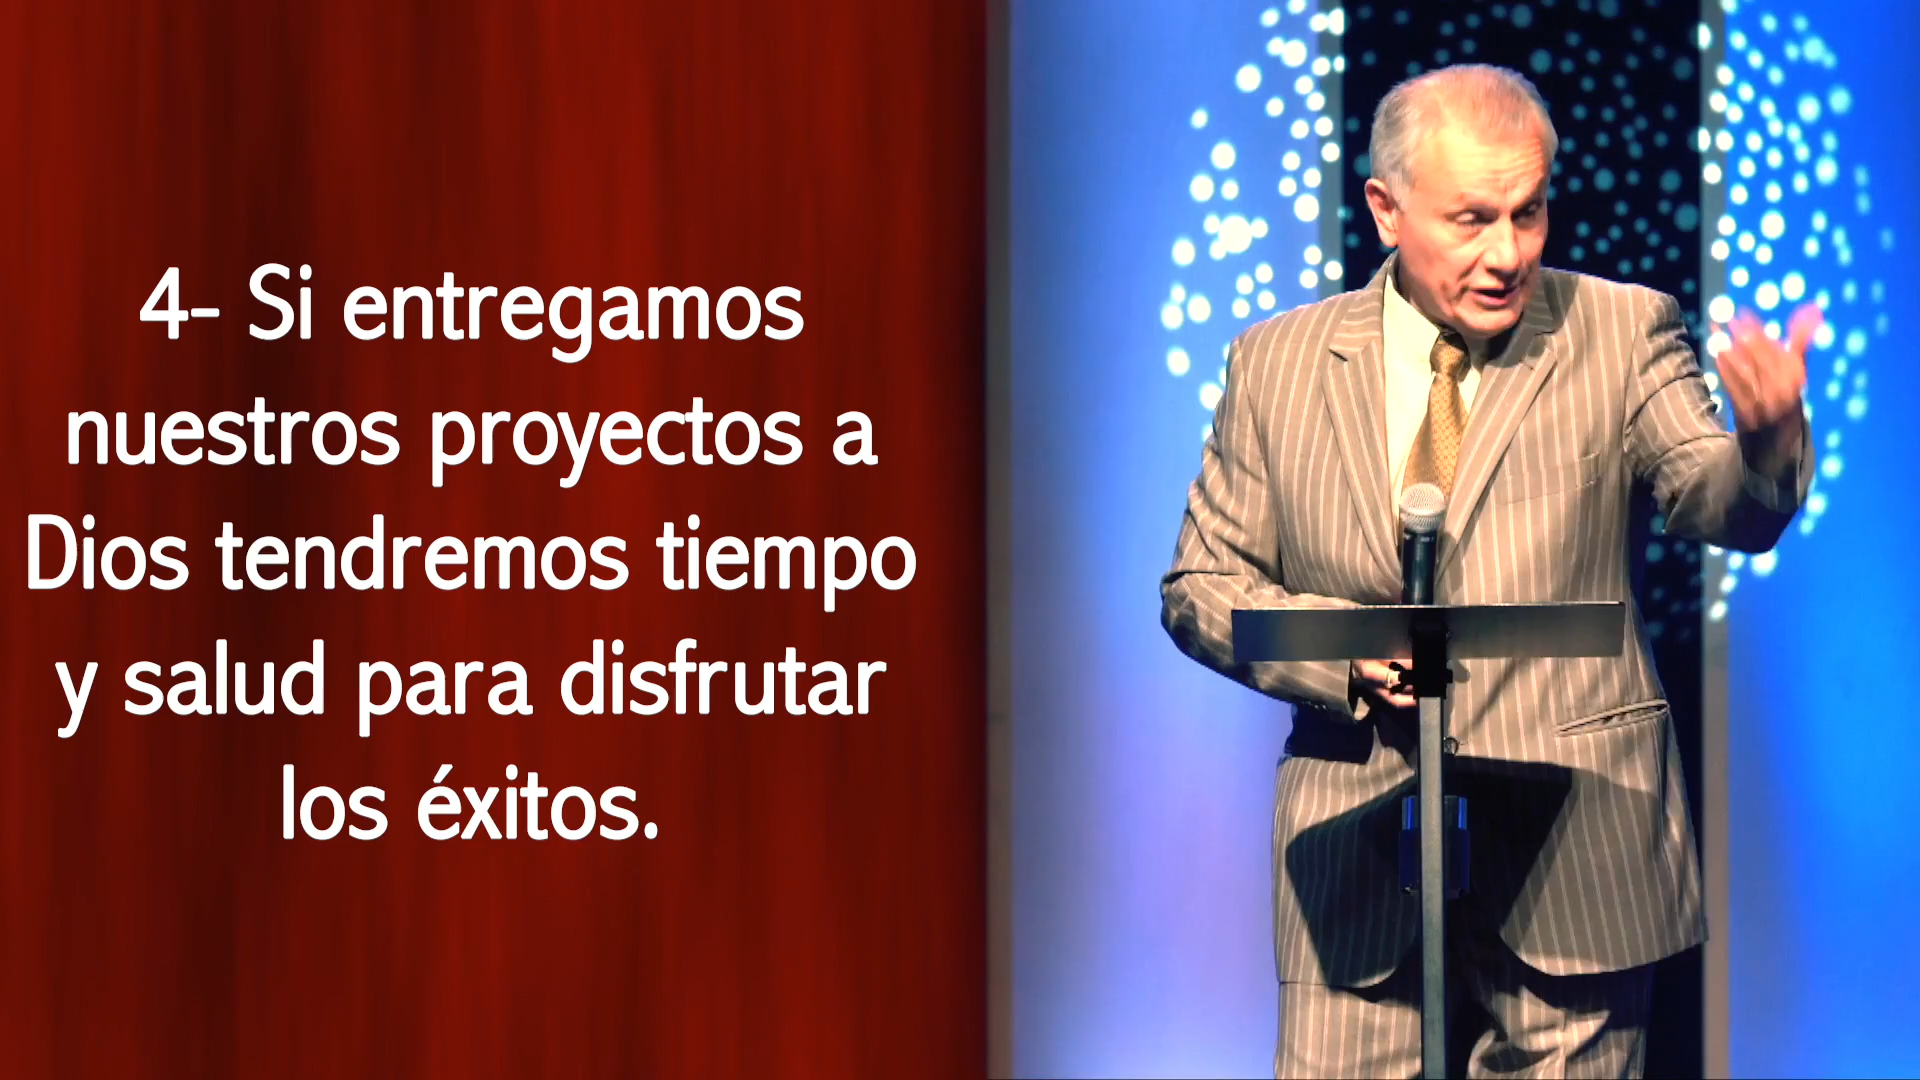 4- Si entregamos
nuestros proyectos a
Dios tendremos tiempo
y salud para disfrutar
los éxitos.